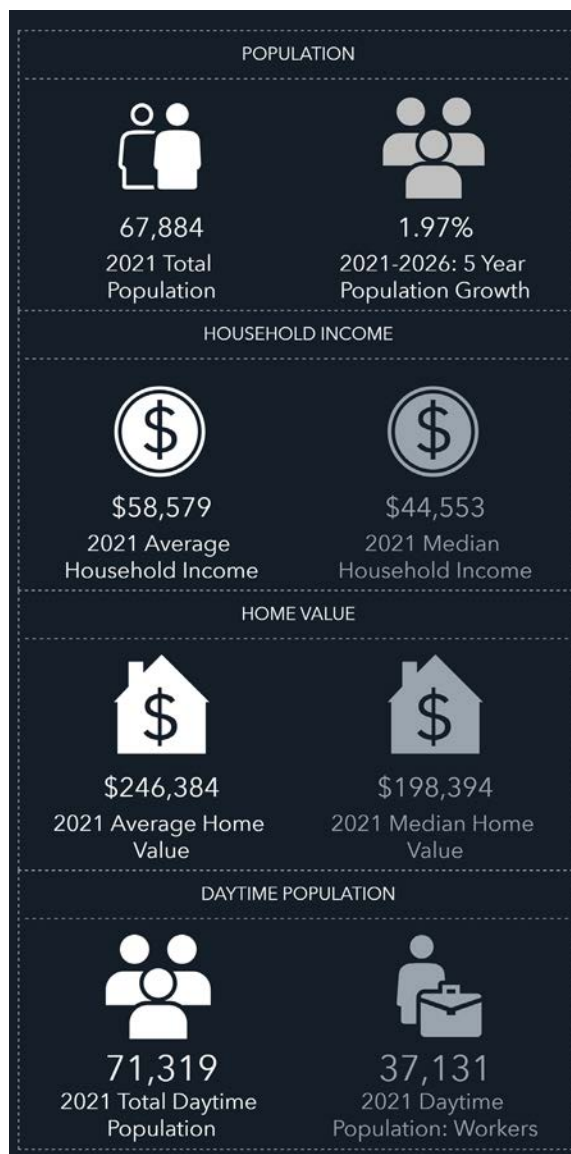 POPULATION
67,884
2021 Total
Population
1.97%
2021-2026: 5 Year
Population Growth
HOUSEHOLD INCOME
$
$58,579
2021 Average
Household Income
$
$44,553
2021 Median
Household Income
HOME VALUE
$
$246,384
2021 Average Home
Value
$
$198,394
2021 Median Home
Value
DAYTIME POPULATION
71,319
2021 Total Daytime
Population
37,131
2021 Daytime
Population: Workers